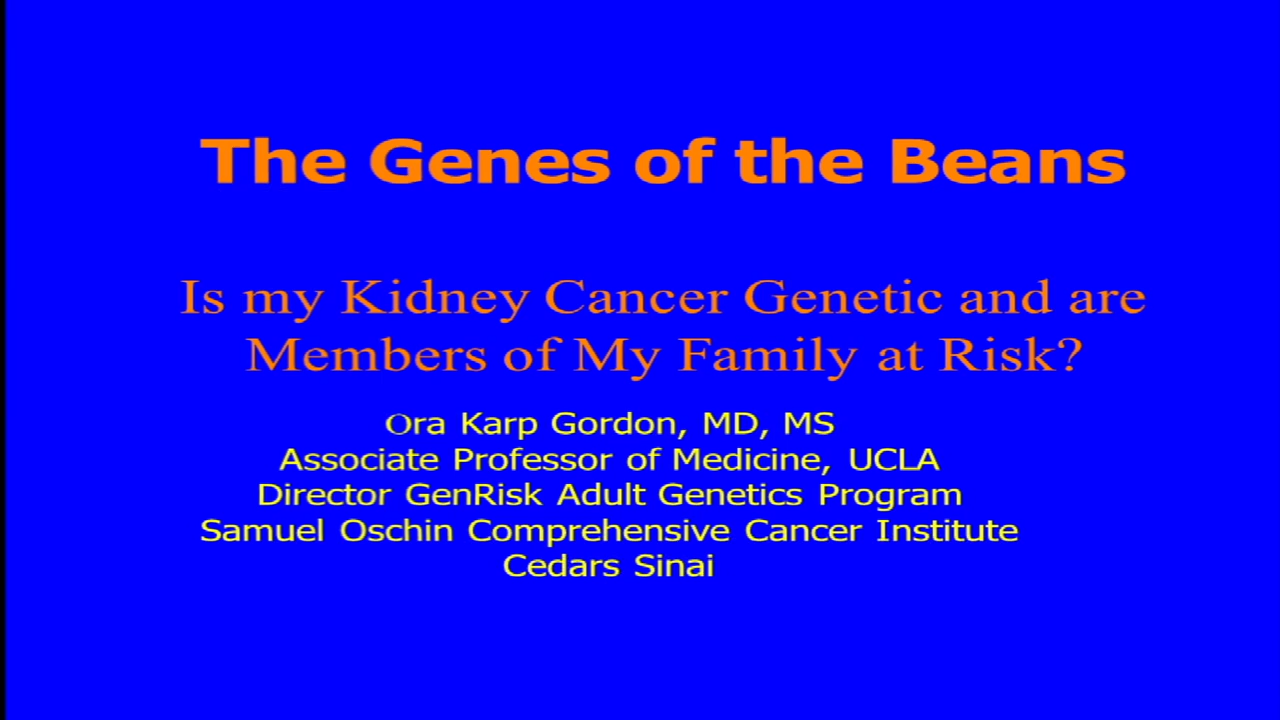 The Genes of the Beans
Is my Kidney Cancer Genetic and are
Members of My Family at Risk?
Ora Karp Gordon, MD, MS
Associate Professor of Medicine, UCLA
Director GenRisk Adult Genetics Program
Samuel Oschin Comprehensive Cancer Institute
Cedars Sinai